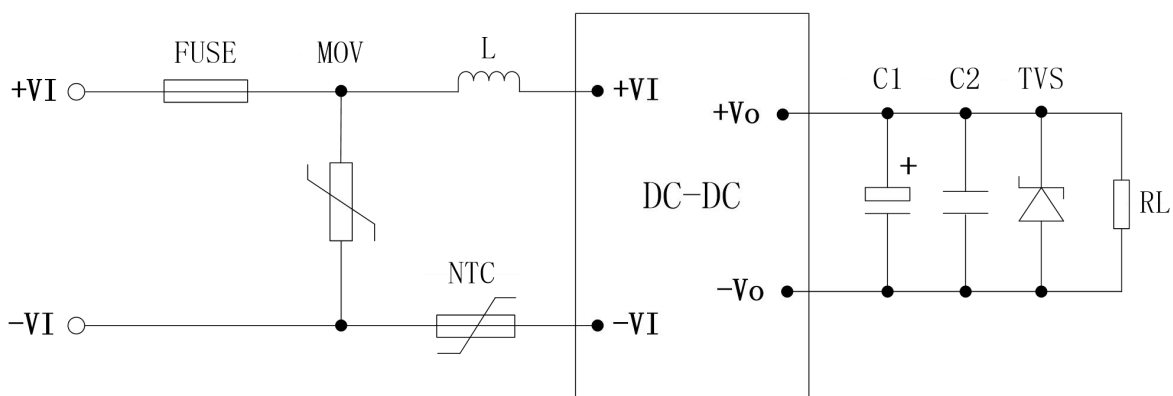 FUSE
MOV
L
+VI
+VI
C1
C2
TVS
+Vo
+
DC-DC
RL
NTC
-Vo
-VI
-VI